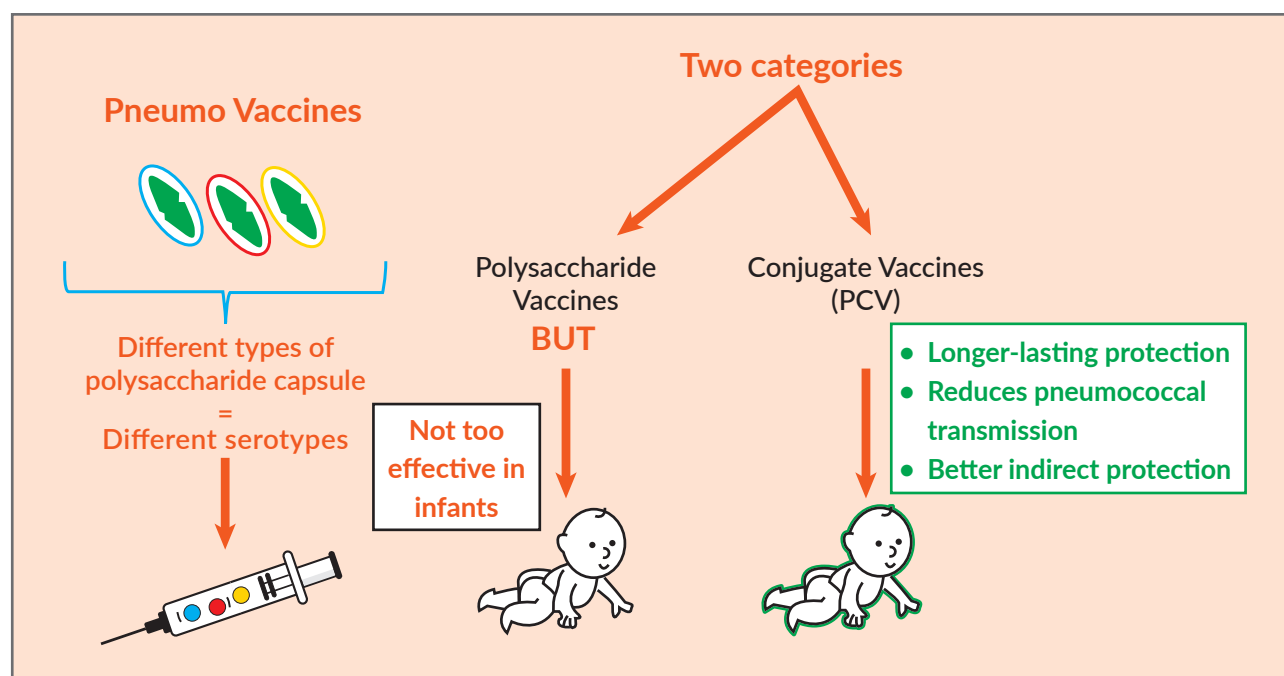 Pneumo Vaccines
Different types of
polysaccharide capsule
=
Different serotypes
Two categories
Polysaccharide
Vaccines
BUT
Not too
effective in
infants
Conjugate Vaccines
(PCV)
• Longer-lasting protection
• Reduces pneumococcal
transmission
• Better indirect protection